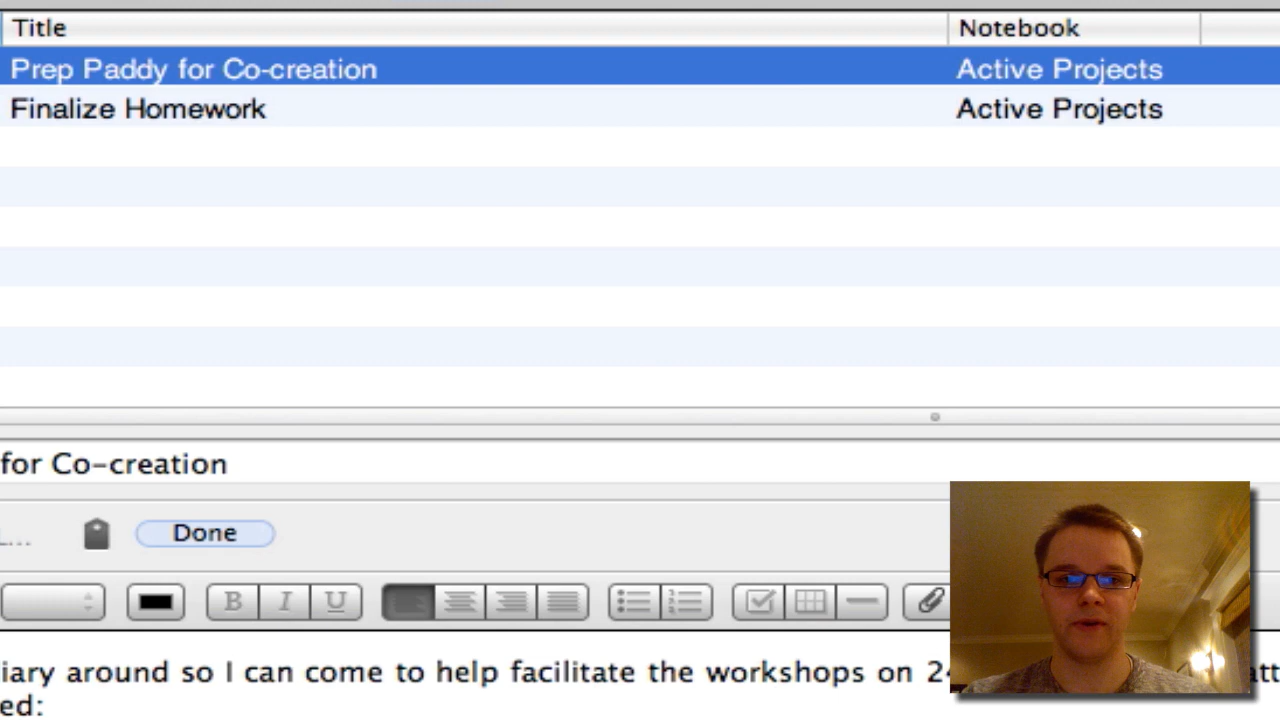 Title Notebook
Prep Paddy for Co-creation Active Projects
Finalize Homework Active Projects
for Co-creation
Done
B I U
iary around so I can come to help facilitate the workshops on 24
ed: